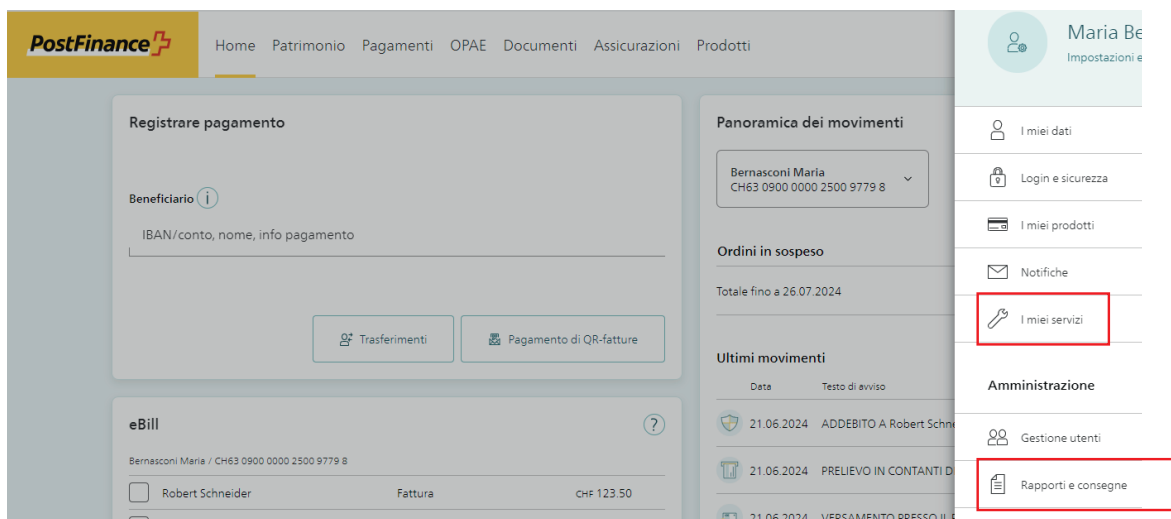 PostFinance
Home Patrimonio Pagamenti OPAE Documenti Assicurazioni Prodotti
Registrare pagamento
Beneficiario i
IBAN/conto, nome, info pagamento
Trasferimenti
Pagamento di QR-fatture
eBill
?
Bernasconi Maria / CH63 0900 0000 2500 9779 8
Robert Schneider Fattura CHF 123.50
Panoramica dei movimenti
Bernasconi Maria
CH63 0900 0000 2500 9779 8
Ordini in sospeso
Totale fino a 26.07.2024
Ultimi movimenti
Data Testo di avviso
21.06.2024 ADDEBITO A Robert Schne
21.06.2024 PRELIEVO IN CONTANTI D
21.06.2024 VERSAMENTO PRESSO IL
Maria Be
Impostazioni e
I miei dati
Login e sicurezza
I miei prodotti
Notifiche
I miei servizi
Amministrazione
Gestione utenti
Rapporti e consegne